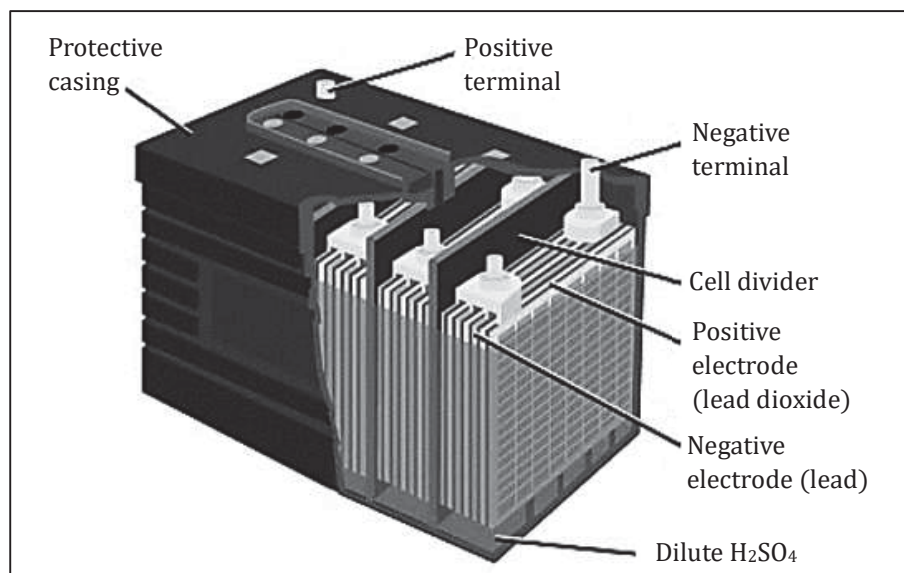 Protective
casing
Positive
terminal
Negative
terminal
Cell divider
Positive
electrode
(lead dioxide)
Negative
electrode (lead)
Dilute H₂SO₄